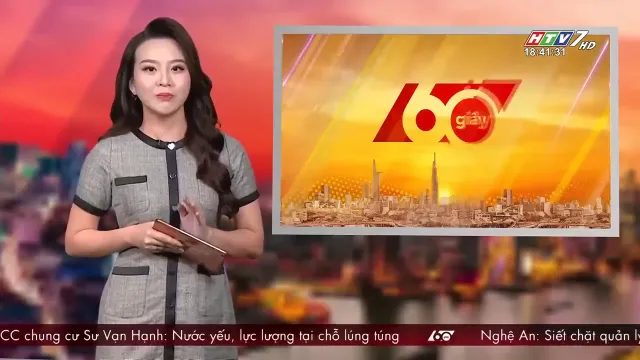 HTV7 HD
18:41:31
60 giây
CC chung cư Sư Vạn Hạnh: Nước yếu, lực lượng tại chỗ lúng túng 60 Nghệ An: Siết chặt quản l